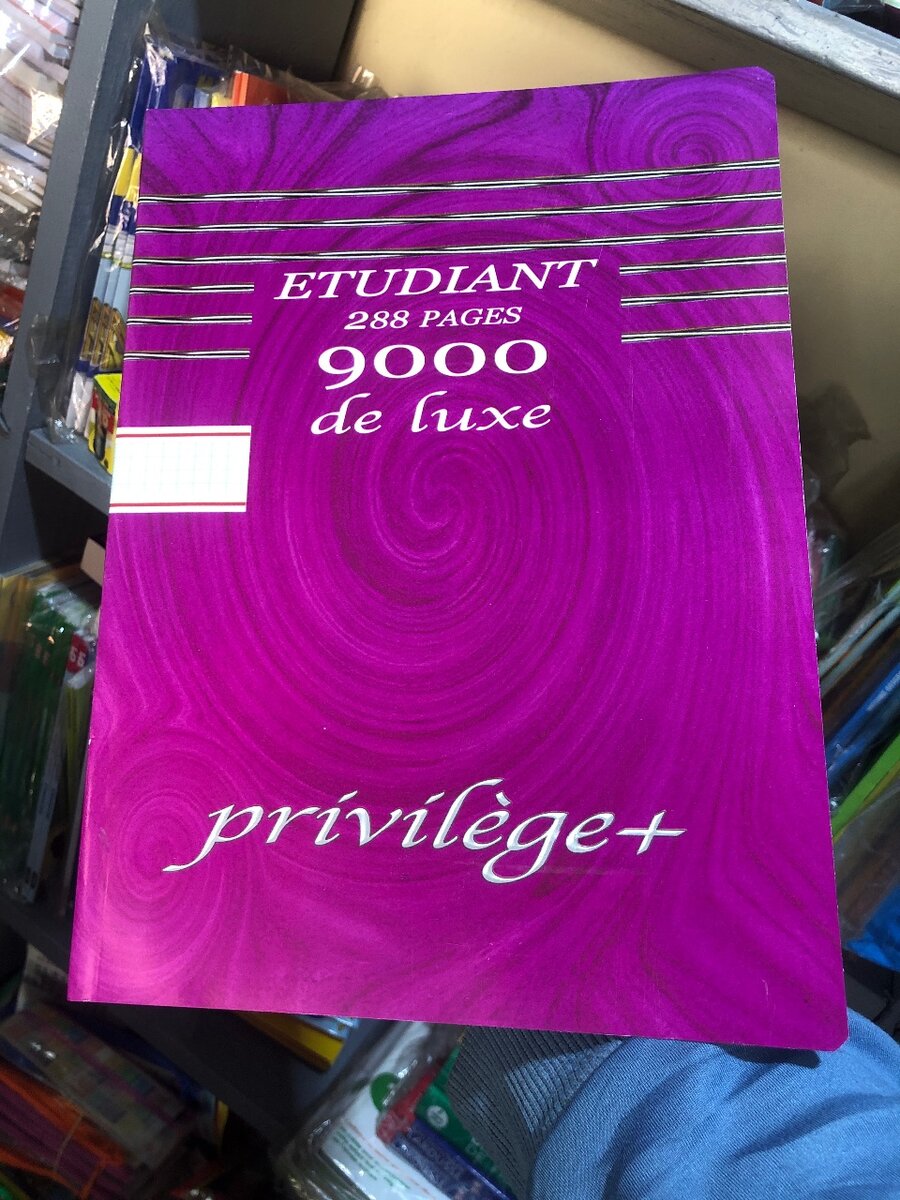 ETUDIANT
288 PAGES
9000
de luxe
privilège+